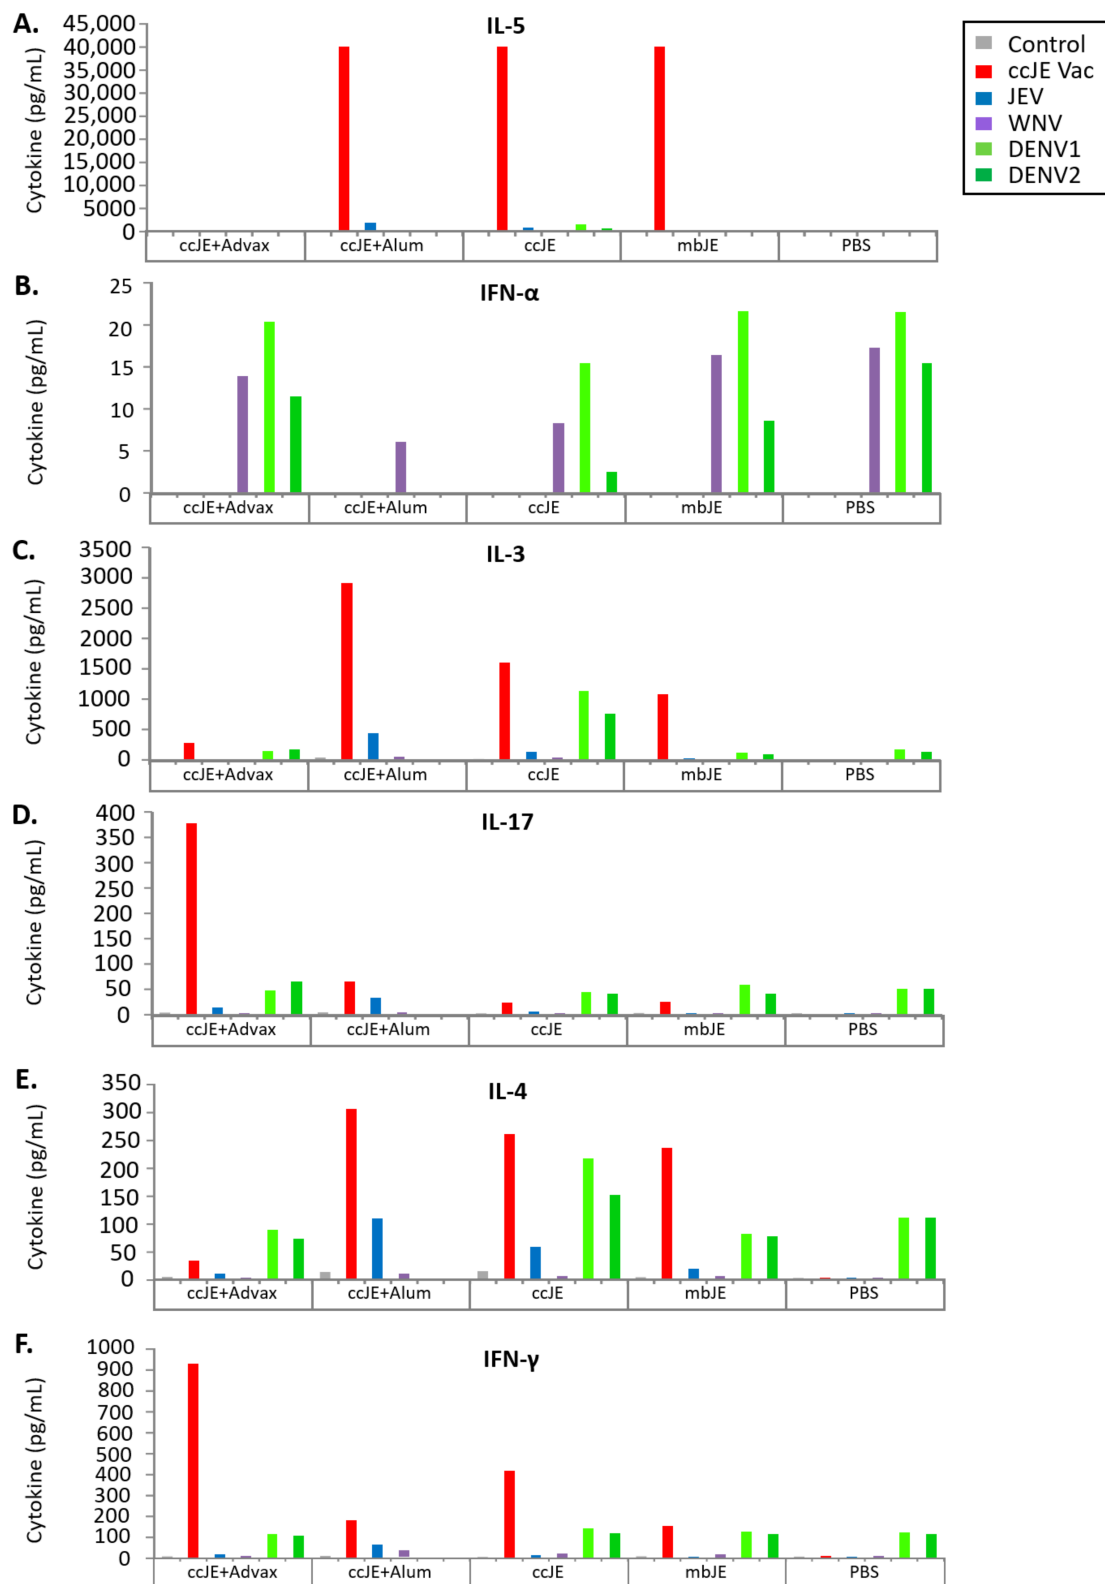 A.
IL-5
Cytokine (pg/mL)
45,000
40,000
35,000
30,000
25,000
20,000
15,000
10,000
5000
0
ccJE+Advax
ccJE+Alum
ccJE
mbJE
PBS
Control
ccJE Vac
JEV
WNV
DENV1
DENV2
B.
IFN-α
Cytokine (pg/mL)
25
20
15
10
5
0
ccJE+Advax
ccJE+Alum
ccJE
mbJE
PBS
C.
IL-3
Cytokine (pg/mL)
3500
3000
2500
2000
1500
1000
500
0
ccJE+Advax
ccJE+Alum
ccJE
mbJE
PBS
D.
IL-17
Cytokine (pg/mL)
400
350
300
250
200
150
100
50
0
ccJE+Advax
ccJE+Alum
ccJE
mbJE
PBS
E.
IL-4
Cytokine (pg/mL)
350
300
250
200
150
100
50
0
ccJE+Advax
ccJE+Alum
ccJE
mbJE
PBS
F.
IFN-γ
Cytokine (pg/mL)
1000
900
800
700
600
500
400
300
200
100
0
ccJE+Advax
ccJE+Alum
ccJE
mbJE
PBS